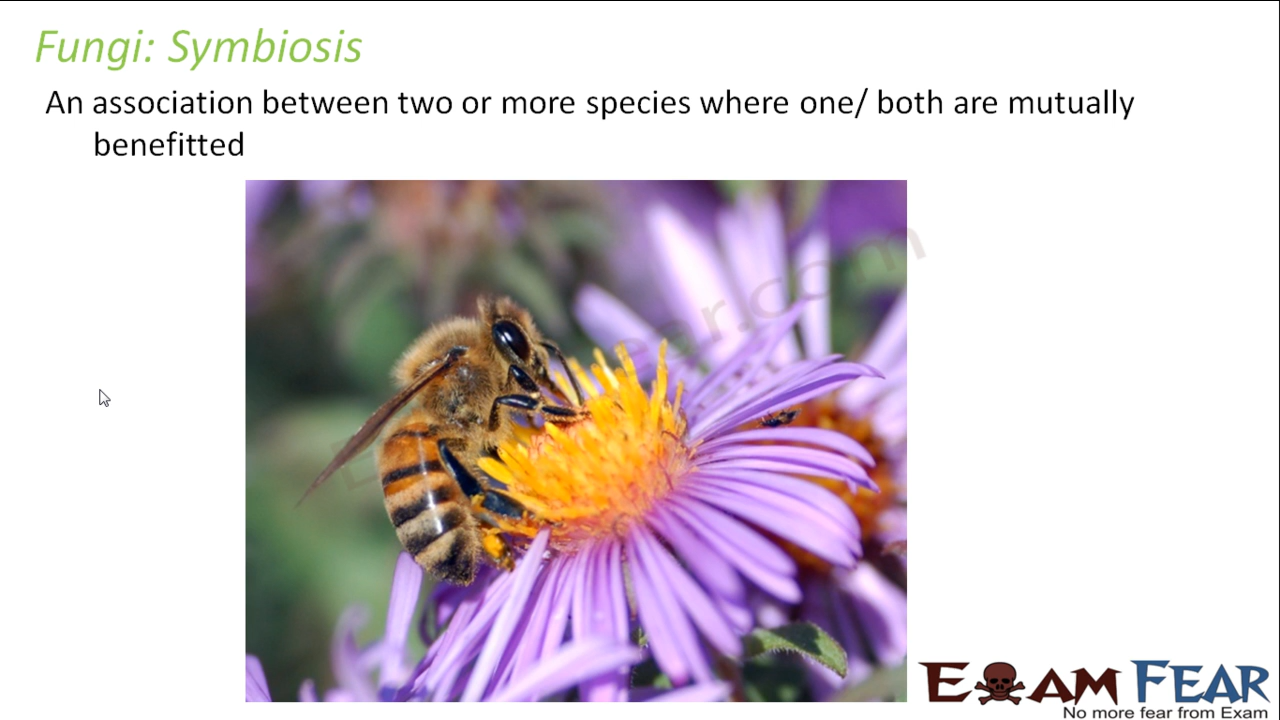 Fungi: Symbiosis
An association between two or more species where one/ both are mutually
benefitted
EXAM FEAR
No more fear from Exam